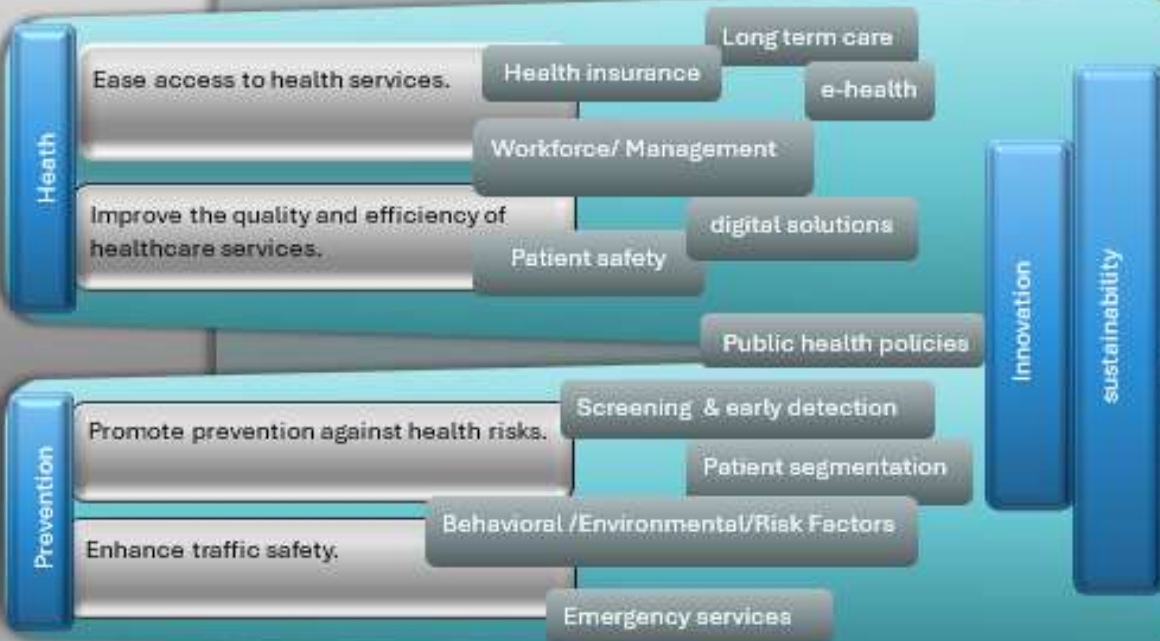 Heath
Ease access to health services.
Long term care
Health insurance
e-health
Workforce/ Management
Improve the quality and efficiency of
healthcare services.
digital solutions
Patient safety
Public health policies
Innovation
sustainability
Prevention
Promote prevention against health risks.
Screening & early detection
Patient segmentation
Behavioral /Environmental/Risk Factors
Enhance traffic safety.
Emergency services